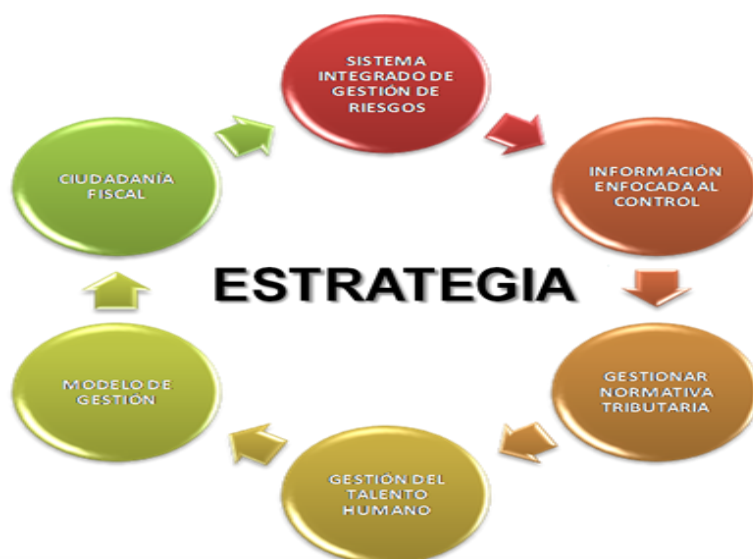 SISTEMA
INTEGRADO DE
GESTIÓN DE
RIESGOS
INFORMACIÓN
ENFOCADA AL
CONTROL
GESTIONAR
NORMATIVA
TRIBUTARIA
GESTIÓN DEL
TALENTO
HUMANO
MODELO DE
GESTIÓN
CIUDADANÍA
FISCAL
ESTRATEGIA